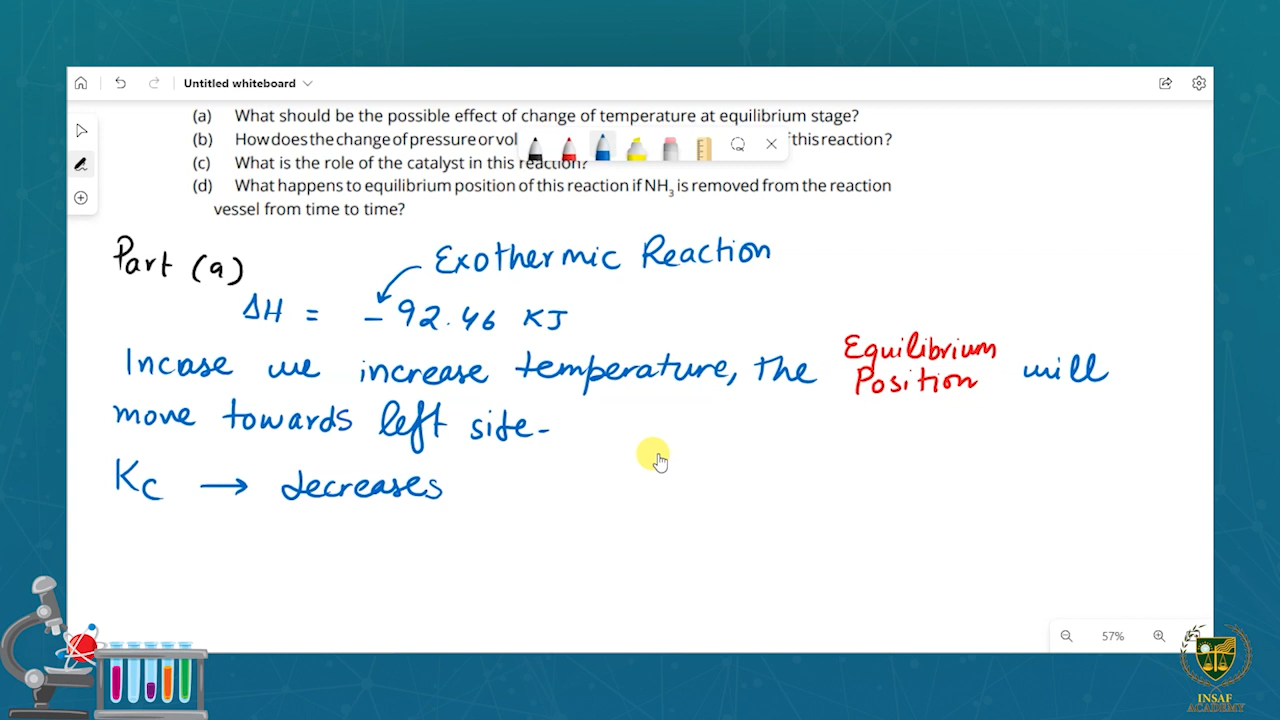 Untitled whiteboard
(a) What should be the possible effect of change of temperature at equilibrium stage?
(b) How does the change of pressure or vol of this reaction?
(c) What is the role of the catalyst in this reaction?
(d) What happens to equilibrium position of this reaction if NH₃ is removed from the reaction
vessel from time to time?
Part (a)
Exothermic Reaction
ΔH = -92.46 KJ
Incase we increase temperature, the Equilibrium Position will
move towards left site-
Kc → decreases
57%
INSAF
ACADEMY